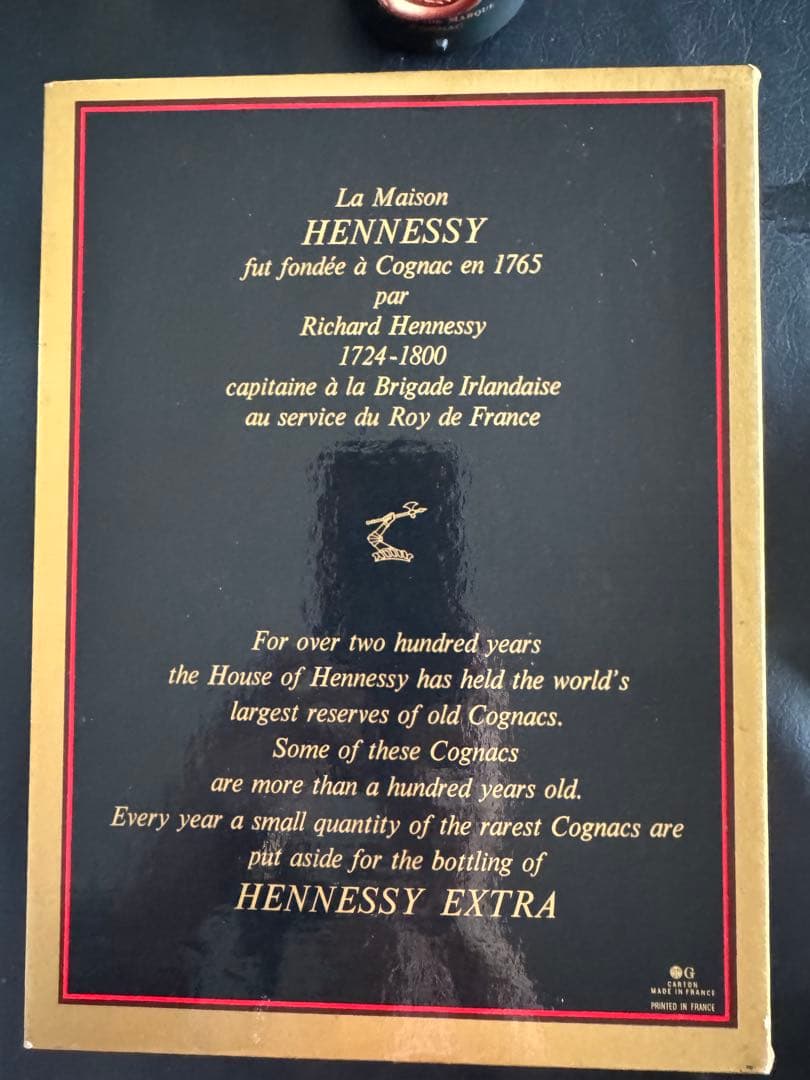 DE MARQUE
La Maison
HENNESSY
fut fondée à Cognac en 1765
par
Richard Hennessy
1724-1800
capitaine à la Brigade Irlandaise
au service du Roy de France
For over two hundred years
the House of Hennessy has held the world's
largest reserves of old Cognacs.
Some of these Cognacs
are more than a hundred years old.
Every year a small quantity of the rarest Cognacs are
put aside for the bottling of
HENNESSY EXTRA
G
CARTON
MADE IN FRANCE
PRINTED IN FRANCE